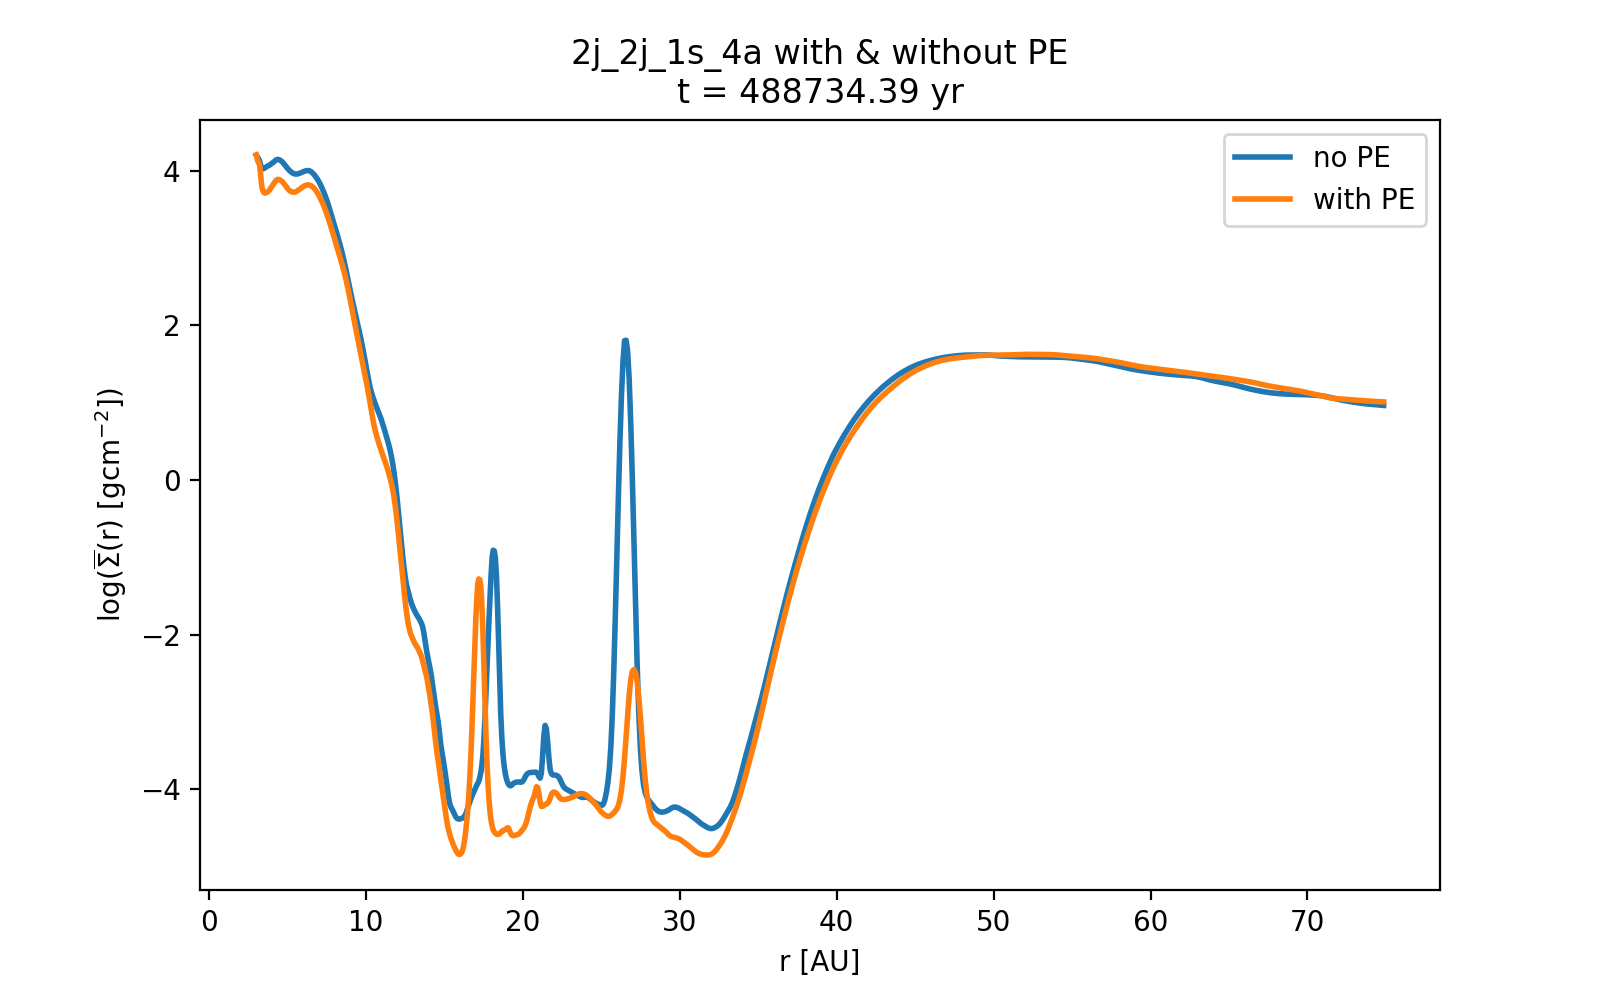 2j_2j_1s_4a with & without PE
t = 488734.39 yr
no PE
with PE
4
2
0
−2
−4
log(Σ̅(r) [gcm⁻²])
0 10 20 30 40 50 60 70
r [AU]